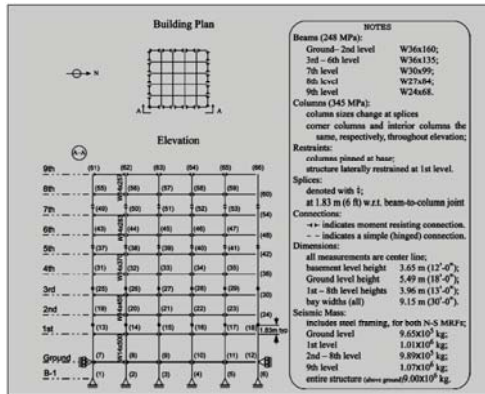 Building Plan
N
A
A
Elevation
A-A
9th (61) (62) (63) (64) (65) (66)
8th (55) (56) (57) (58) (59) (60)
7th (49) (50) (51) (52) (53) (54)
6th (43) (44) (45) (46) (47) (48)
5th (37) (38) (39) (40) (41) (42)
4th (31) (32) (33) (34) (35) (36)
3rd (25) (26) (27) (28) (29) (30)
2nd (19) (20) (21) (22) (23) (24)
1st (13) (14) (15) (16) (17) (18) 1.83m
Ground (7) (8) (9) (10) (11) (12)
B-1 (1) (2) (3) (4) (5) (6)
NOTES
Beams (248 MPa):
Ground– 2nd level W36x160;
3rd – 6th level W36x135;
7th level W30x99;
8th level W27x84;
9th level W24x68.
Columns (345 MPa):
column sizes change at splices
corner columns and interior columns the
same, respectively, throughout elevation;
Restraints:
columns pinned at base;
structure laterally restrained at 1st level.
Splices:
denoted with ‡;
at 1.83 m (6 ft) w.r.t. beam-to-column joint
Connections:
indicates moment resisting connection.
indicates a simple (hinged) connection.
Dimensions:
all measurements are center line;
basement level height 3.65 m (12'-0");
Ground level height 5.49 m (18'-0");
1st – 8th level heights 3.96 m (13'-0");
bay widths (all) 9.15 m (30'-0").
Seismic Mass:
includes steel framing, for both N-S MRFs;
Ground level 9.65x10⁵ kg;
1st level 1.01x10⁶ kg;
2nd – 8th level 9.89x10⁵ kg;
9th level 1.07x10⁶ kg;
entire structure (above ground) 9.00x10⁶ kg.